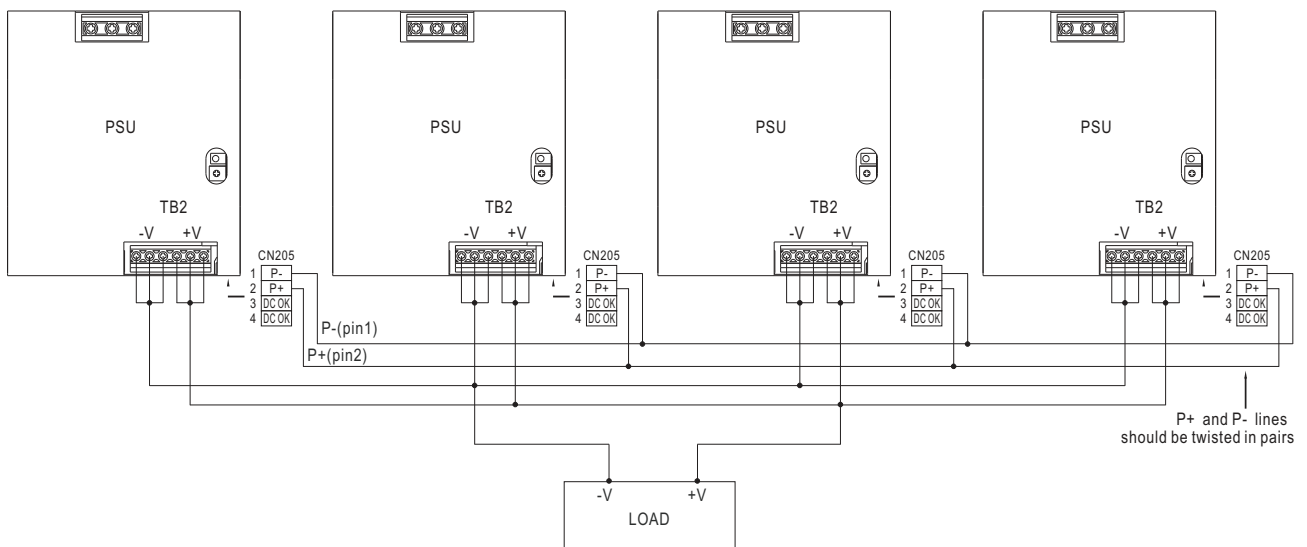 PSU PSU PSU PSU
TB2 TB2 TB2 TB2
-V +V -V +V -V +V -V +V
CN205 CN205 CN205 CN205
1 P- 1 P- 1 P- 1 P-
2 P+ 2 P+ 2 P+ 2 P+
3 DC OK 3 DC OK 3 DC OK 3 DC OK
4 DC OK 4 DC OK 4 DC OK 4 DC OK
P-(pin1)
P+(pin2)
P+ and P- lines
should be twisted in pairs
-V +V
LOAD